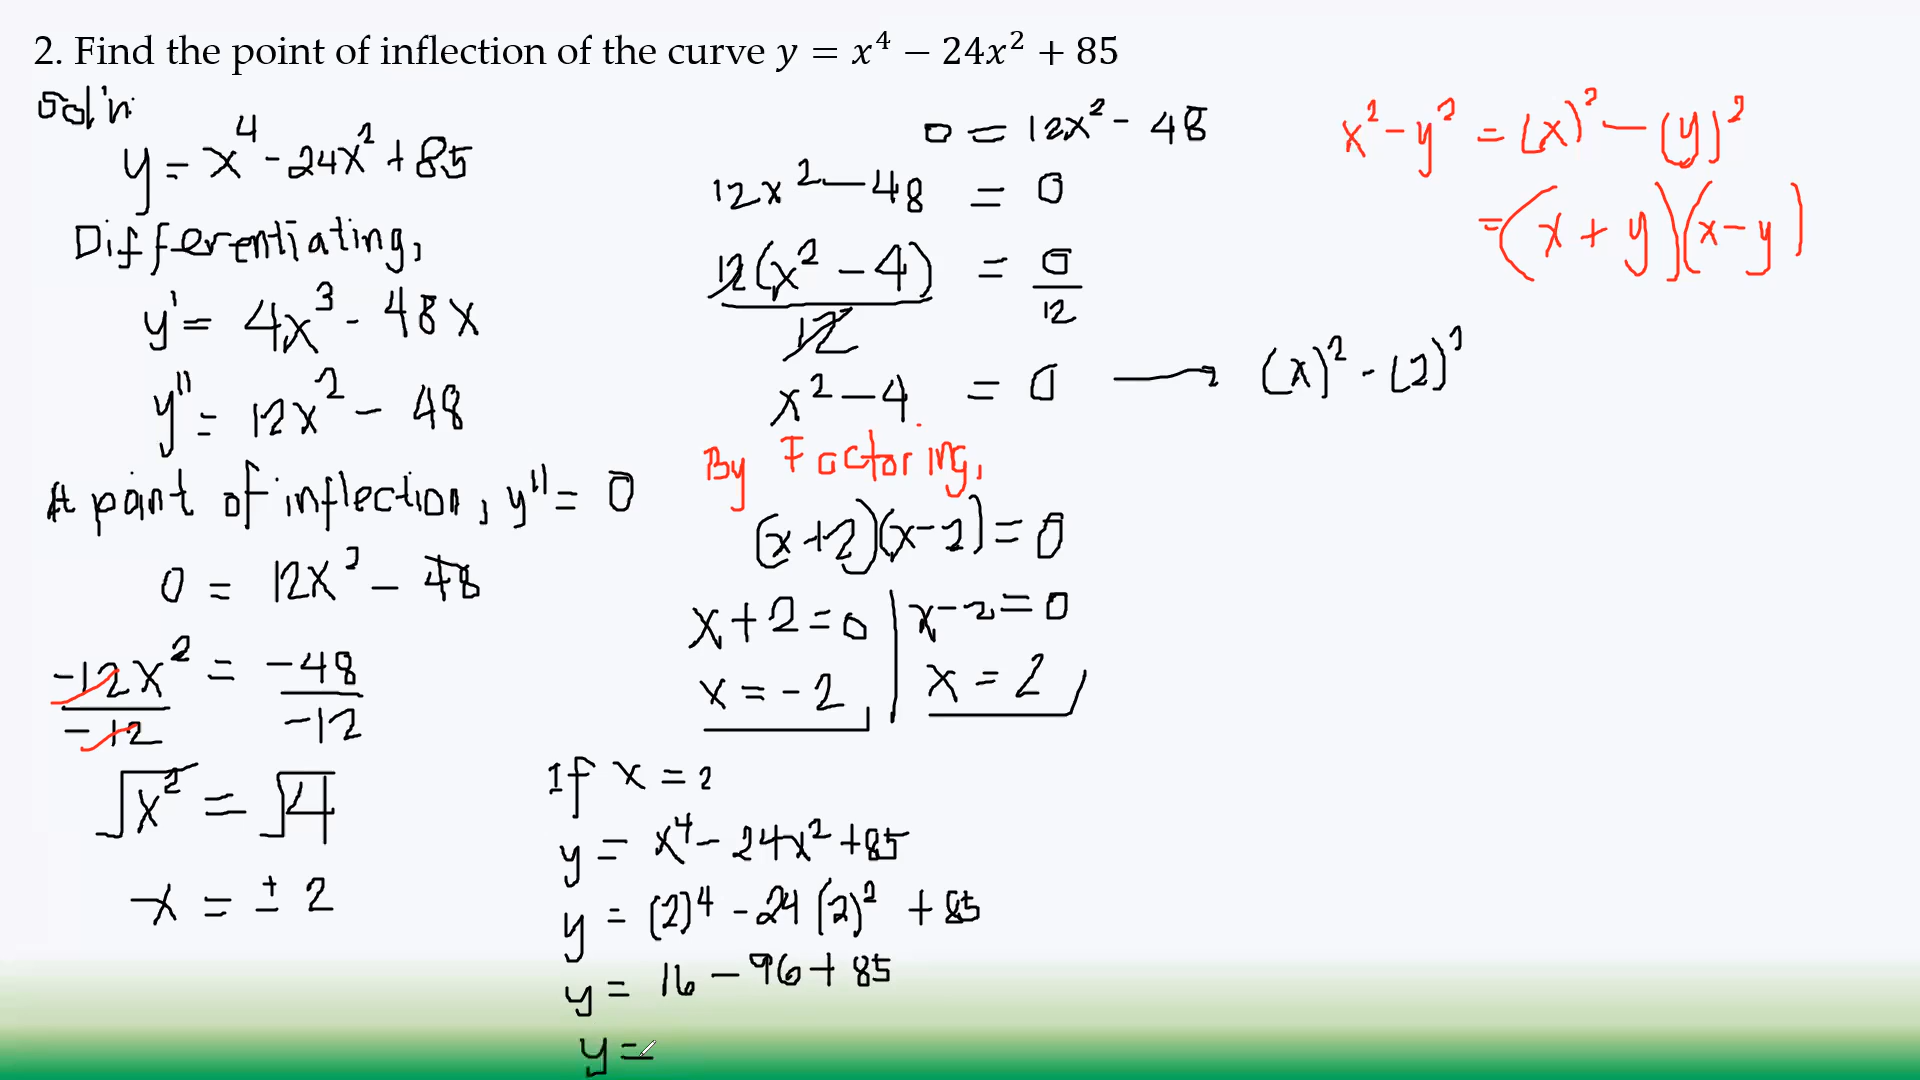 2. Find the point of inflection of the curve y = x⁴ − 24x² + 85
Sol'n:
y = x⁴ - 24x² + 85
Differentiating,
y' = 4x³ - 48x
y'' = 12x² - 48
At point of inflection, y'' = 0
0 = 12x² - 48
-12x²/-12 = -48/-12
√x² = √4
x = ± 2
0 = 12x² - 48
12x² - 48 = 0
12(x² - 4)/12 = 0/12
x² - 4 = 0 → (x)² - (2)²
By Factoring,
(x+2)(x-2) = 0
x + 2 = 0 | x - 2 = 0
x = -2 | x = 2
If x = 2
y = x⁴ - 24x² + 85
y = (2)⁴ - 24(2)² + 85
y = 16 - 96 + 85
y =
x² - y² = (x)² - (y)²
= (x + y)(x - y)